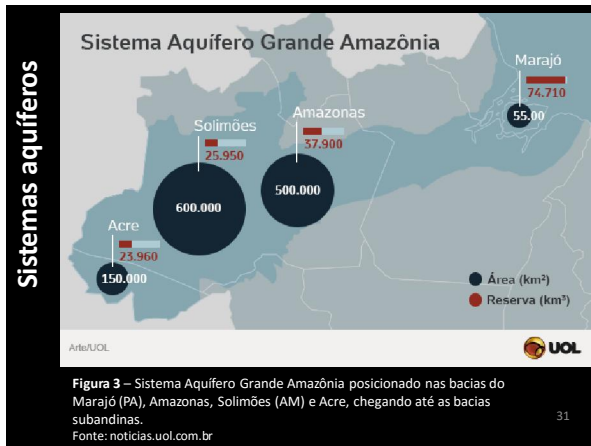 Sistemas aquíferos
Sistema Aquífero Grande Amazônia
Marajó
74.710
55.00
Amazonas
37.900
500.000
Solimões
25.950
600.000
Acre
23.960
150.000
Área (km²)
Reserva (km³)
Arte/UOL
UOL
Figura 3 – Sistema Aquífero Grande Amazônia posicionado nas bacias do
Marajó (PA), Amazonas, Solimões (AM) e Acre, chegando até as bacias
subandinas.
Fonte: noticias.uol.com.br
31